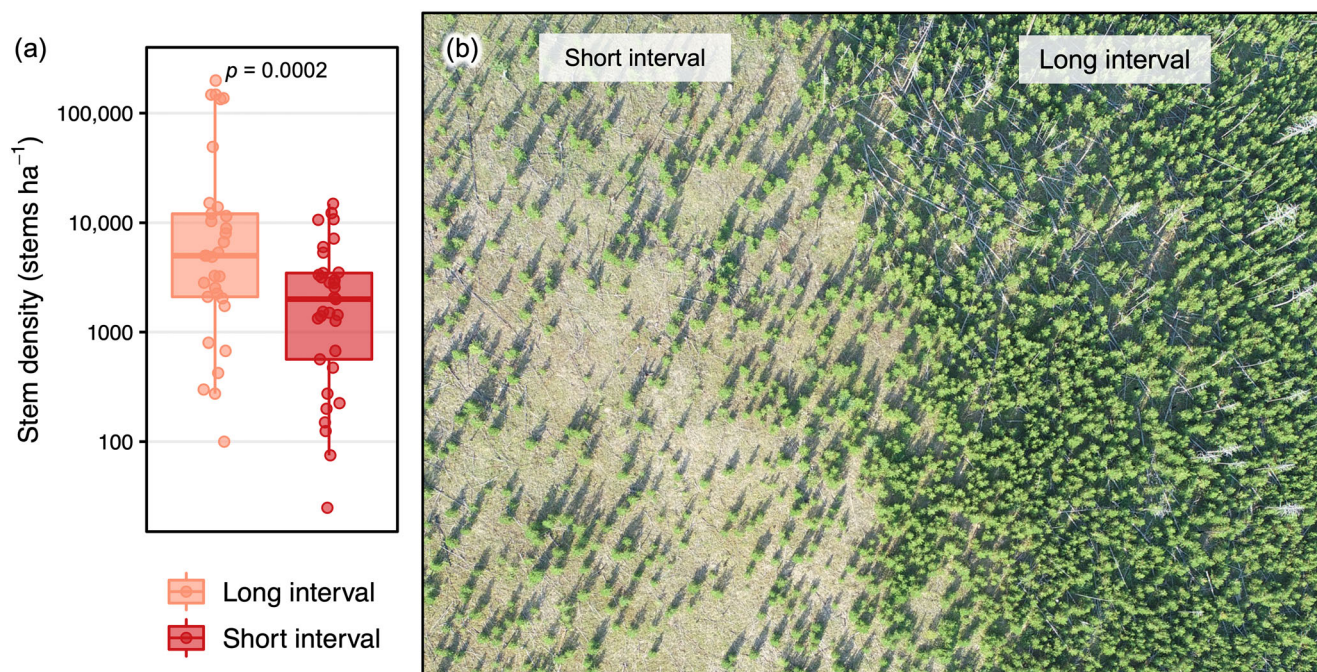 (a)
p = 0.0002
100,000
10,000
1000
100
Stem density (stems ha⁻¹)
Long interval
Short interval
(b)
Short interval
Long interval